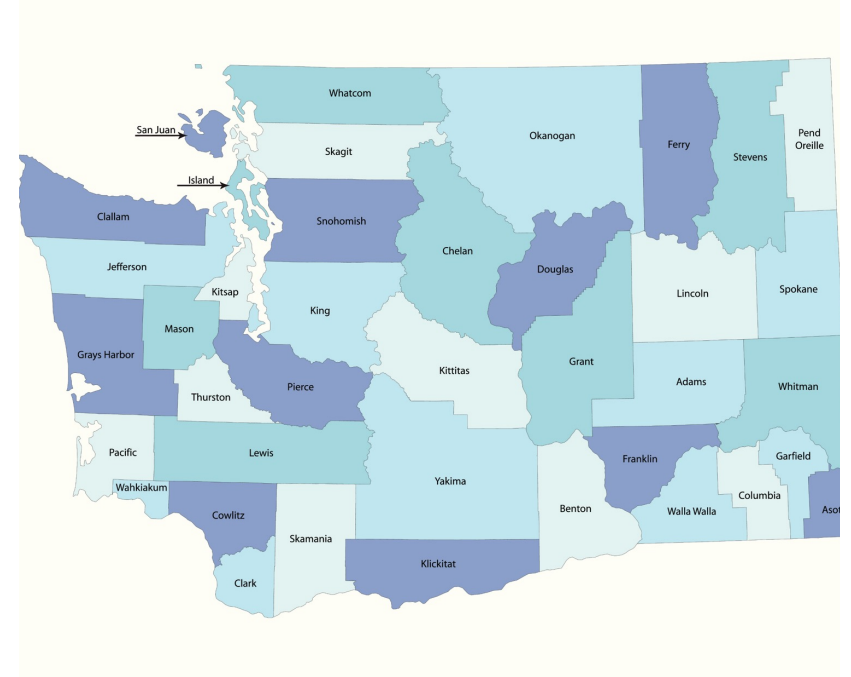 Whatcom
San Juan
Skagit
Island
Okanogan
Ferry
Stevens
Pend
Oreille
Clallam
Snohomish
Chelan
Jefferson
Kitsap
Douglas
King
Lincoln
Spokane
Mason
Grays Harbor
Kittitas
Grant
Adams
Whitman
Thurston
Pierce
Pacific
Lewis
Wahkiakum
Yakima
Franklin
Garfield
Columbia
Cowlitz
Benton
Walla Walla
Asot
Skamania
Klickitat
Clark